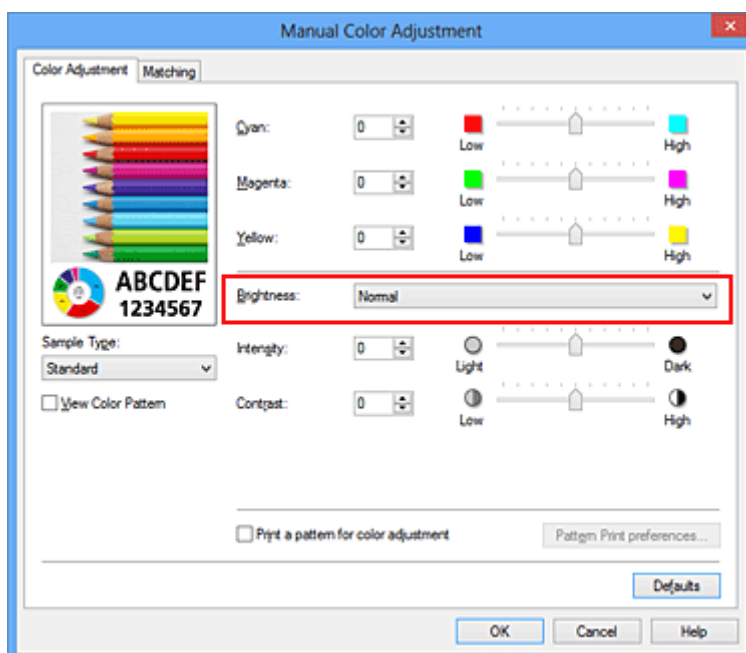 Manual Color Adjustment
Color Adjustment Matching
Cyan: 0 Low High
Magenta: 0 Low High
Yellow: 0 Low High
ABCDEF
1234567
Brightness: Normal
Sample Type:
Standard
View Color Pattern
Intensity: 0 Light Dark
Contrast: 0 Low High
Print a pattern for color adjustment Pattern Print preferences...
Defaults
OK Cancel Help